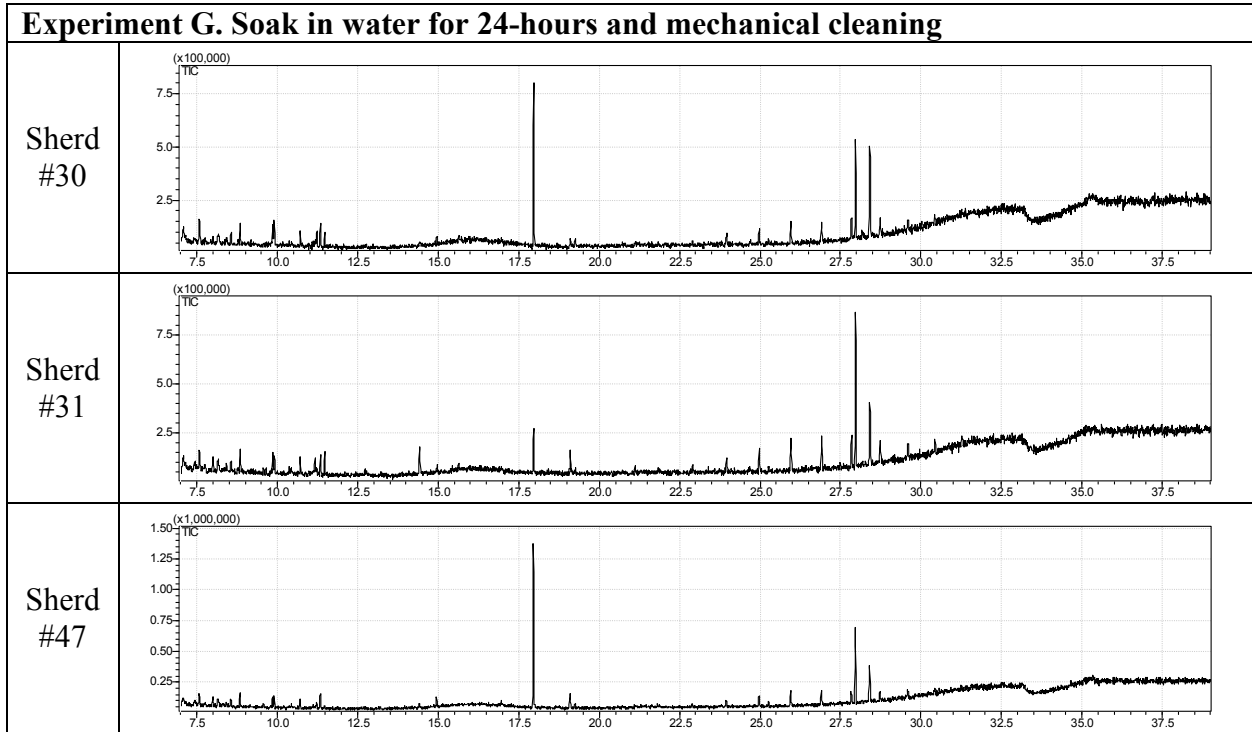 Experiment G. Soak in water for 24-hours and mechanical cleaning
Sherd
#30
(x100,000)
TIC
7.5
5.0
2.5
7.5 10.0 12.5 15.0 17.5 20.0 22.5 25.0 27.5 30.0 32.5 35.0 37.5
Sherd
#31
(x100,000)
TIC
7.5
5.0
2.5
7.5 10.0 12.5 15.0 17.5 20.0 22.5 25.0 27.5 30.0 32.5 35.0 37.5
Sherd
#47
(x1,000,000)
TIC
1.50
1.25
1.00
0.75
0.50
0.25
7.5 10.0 12.5 15.0 17.5 20.0 22.5 25.0 27.5 30.0 32.5 35.0 37.5